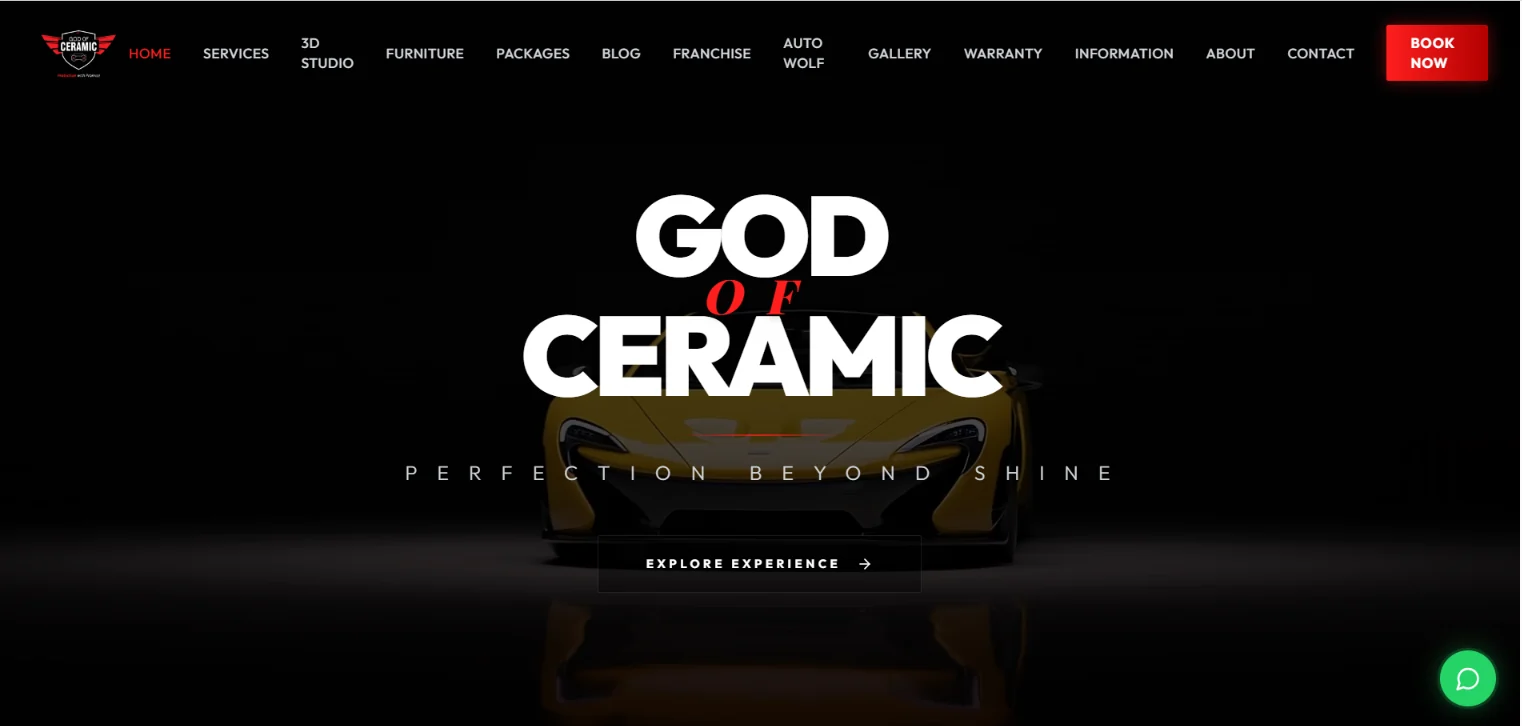 GOD OF
CERAMIC
HOME
SERVICES
3D
STUDIO
FURNITURE
PACKAGES
BLOG
FRANCHISE
AUTO
WOLF
GALLERY
WARRANTY
INFORMATION
ABOUT
CONTACT
BOOK
NOW
GOD
OF
CERAMIC
PERFECTION BEYOND SHINE
EXPLORE EXPERIENCE